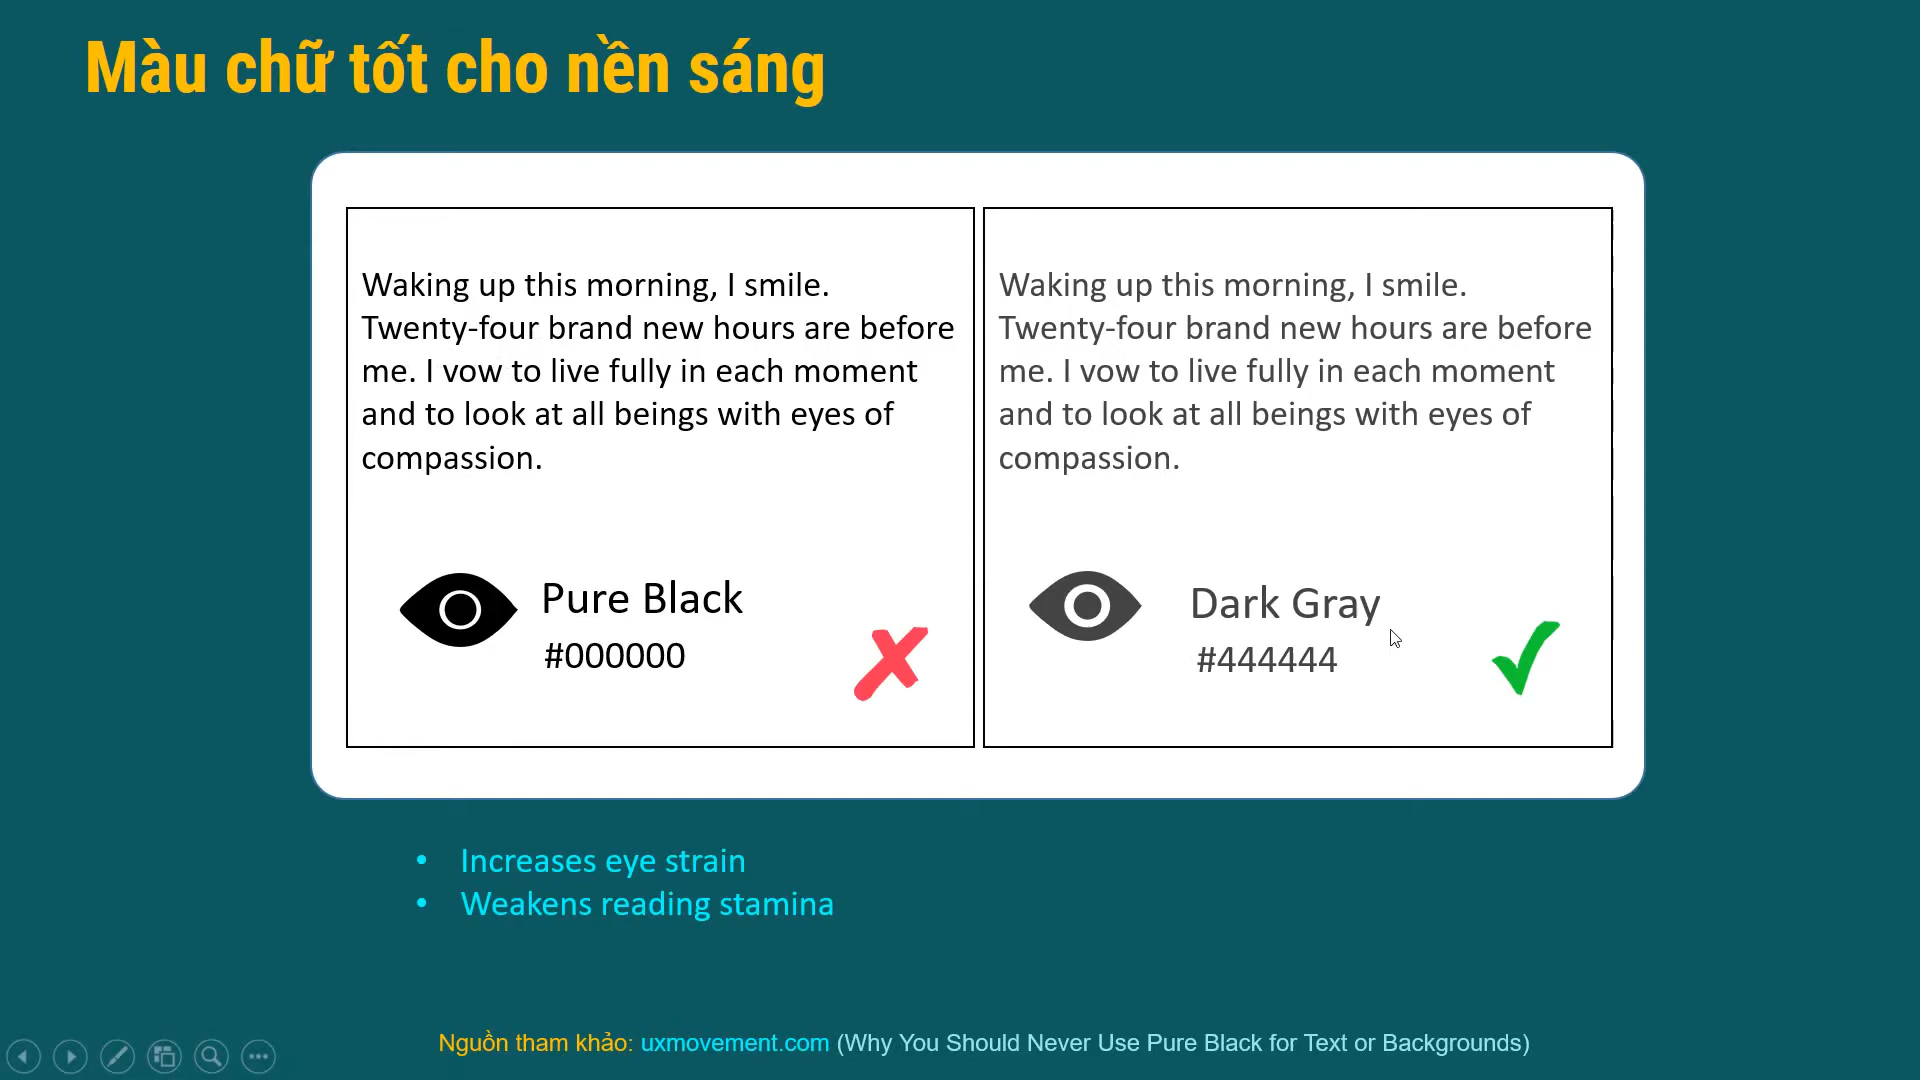 Màu chữ tốt cho nền sáng
Waking up this morning, I smile.
Twenty-four brand new hours are before
me. I vow to live fully in each moment
and to look at all beings with eyes of
compassion.
Pure Black
#000000
Waking up this morning, I smile.
Twenty-four brand new hours are before
me. I vow to live fully in each moment
and to look at all beings with eyes of
compassion.
Dark Gray
#444444
• Increases eye strain
• Weakens reading stamina
Nguồn tham khảo: uxmovement.com (Why You Should Never Use Pure Black for Text or Backgrounds)